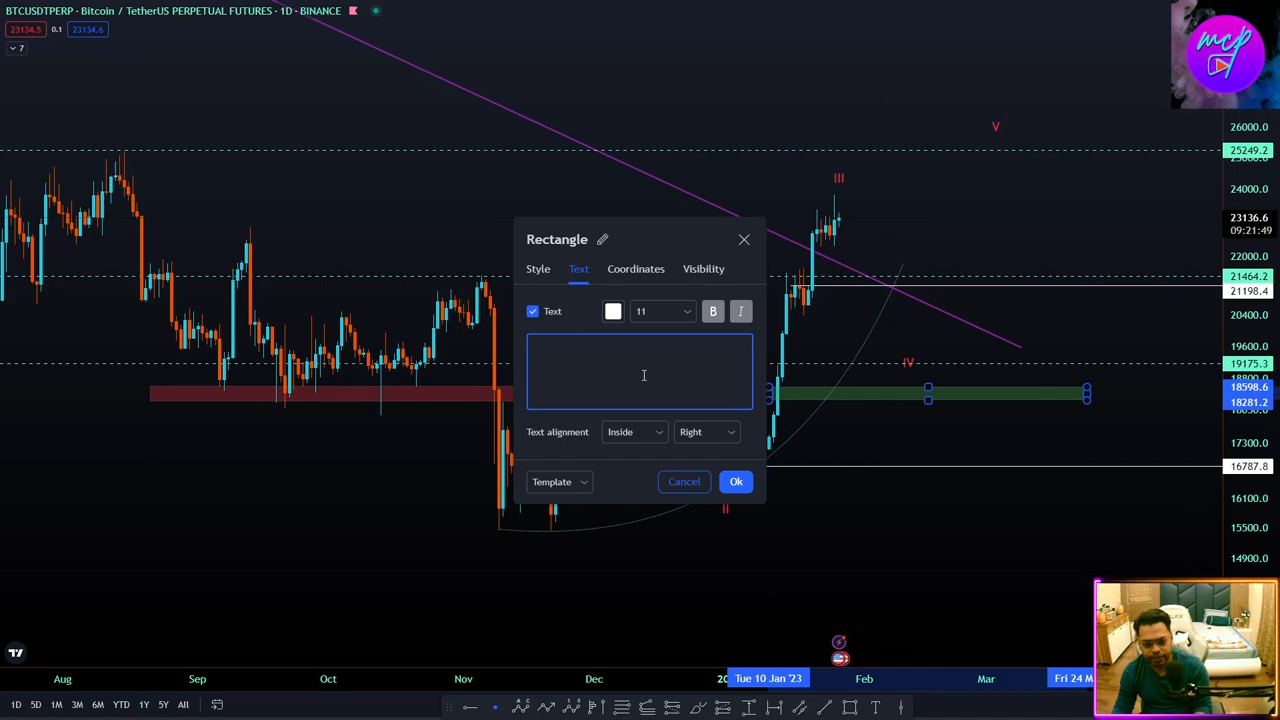 BTCUSDTPERP · Bitcoin / TetherUS PERPETUAL FUTURES · 1D · BINANCE
23134.5 0.1 23134.6
7
mcp
V
III
IV
II
26000.0
25249.2
25000.0
24000.0
23136.6
09:21:49
22000.0
21464.2
21198.4
20400.0
19600.0
19175.3
18598.6
18281.2
17300.0
16787.8
16100.0
15500.0
14900.0
Rectangle
Style Text Coordinates Visibility
Text 11 B I
Text alignment Inside Right
Template Cancel Ok
Aug Sep Oct Nov Dec Tue 10 Jan '23 Feb Mar Fri 24 M
1D 5D 1M 3M 6M YTD 1Y 5Y All